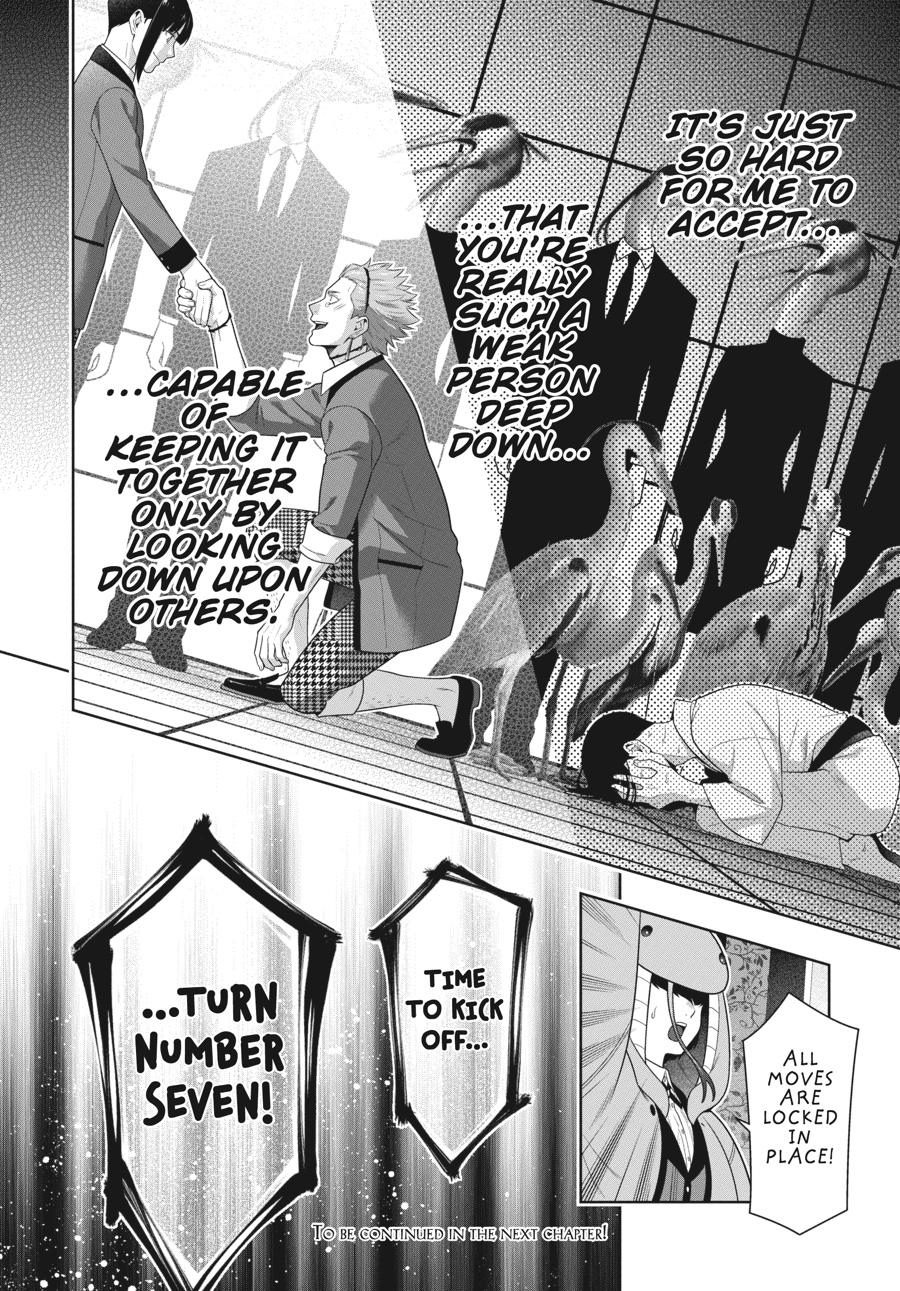 IT'S JUST
SO HARD
FOR ME TO
ACCEPT...
...THAT
YOU'RE
REALLY
SUCH A
WEAK
PERSON
DEEP
DOWN...
...CAPABLE
OF
KEEPING IT
TOGETHER
ONLY BY
LOOKING
DOWN UPON
OTHERS.
ALL
MOVES
ARE
LOCKED
IN
PLACE!
TIME
TO KICK
OFF...
...TURN
NUMBER
SEVEN!
TO BE CONTINUED IN THE NEXT CHAPTER!